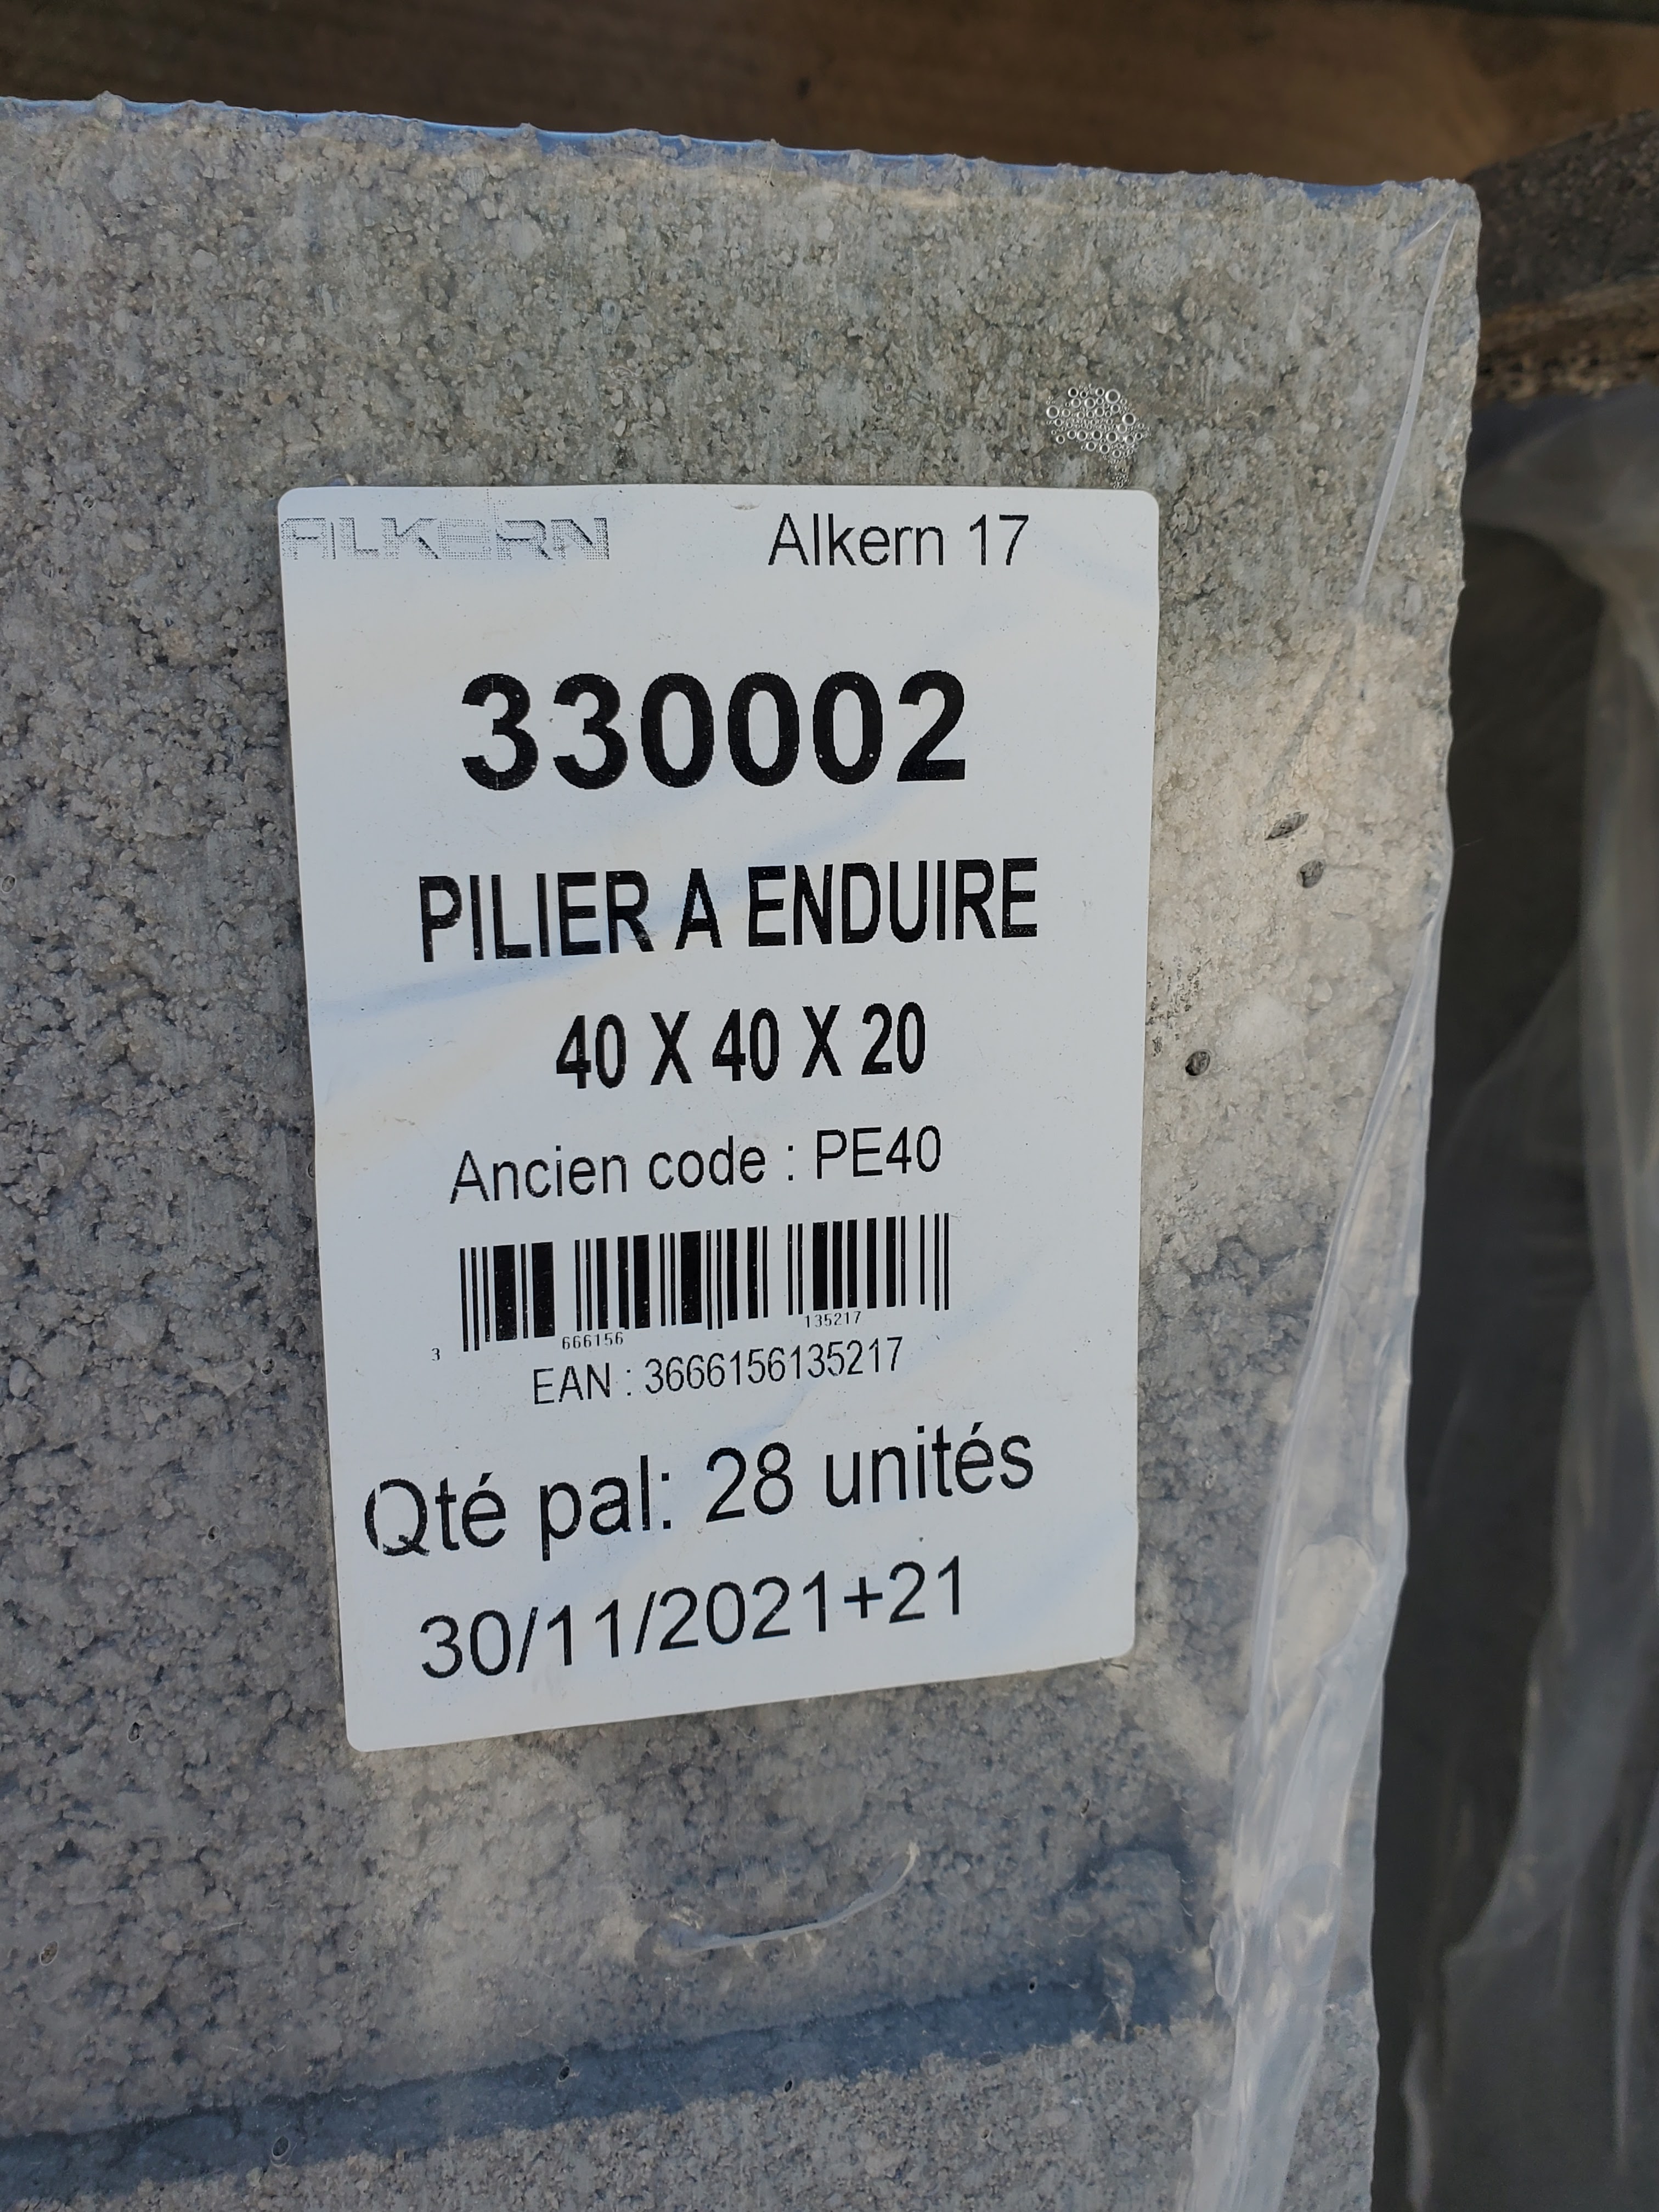 ALKERN Alkern 17
330002
PILIER A ENDUIRE
40 X 40 X 20
Ancien code : PE40
3 666156 135217
EAN : 3666156135217
Qté pal: 28 unités
30/11/2021+21